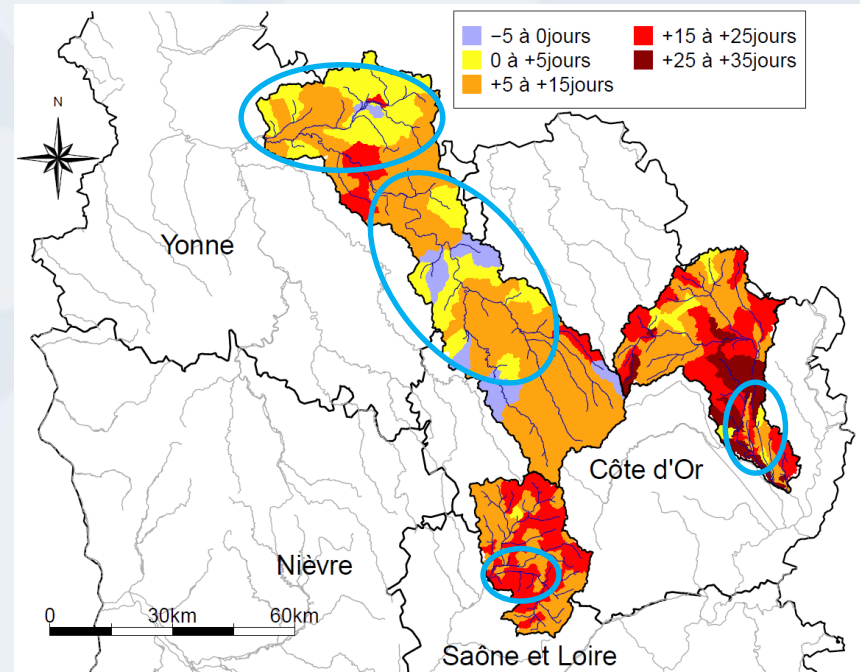 −5 à 0jours
0 à +5jours
+5 à +15jours
+15 à +25jours
+25 à +35jours
N
Yonne
Côte d'Or
Nièvre
0 30km 60km
Saône et Loire